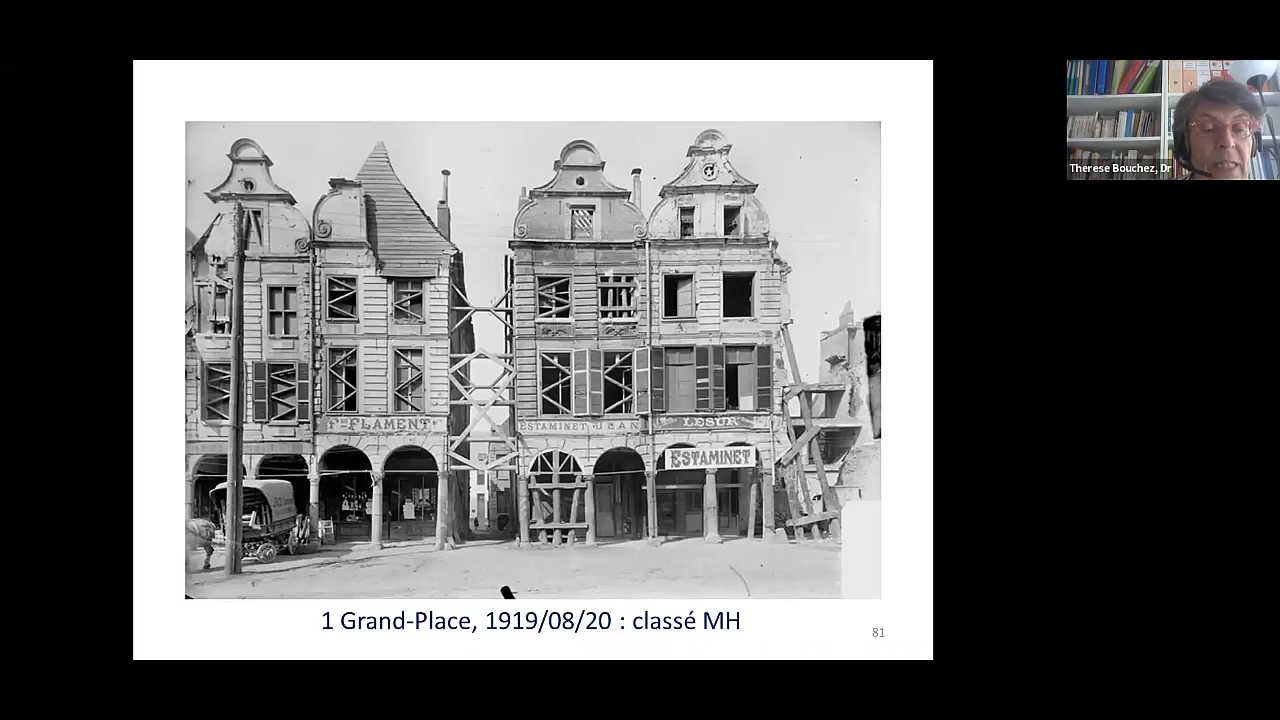 FLAMENT
ESTAMINET
LESUR
ESTAMINET
1 Grand-Place, 1919/08/20 : classé MH
81
Therese Bouchez, Dr